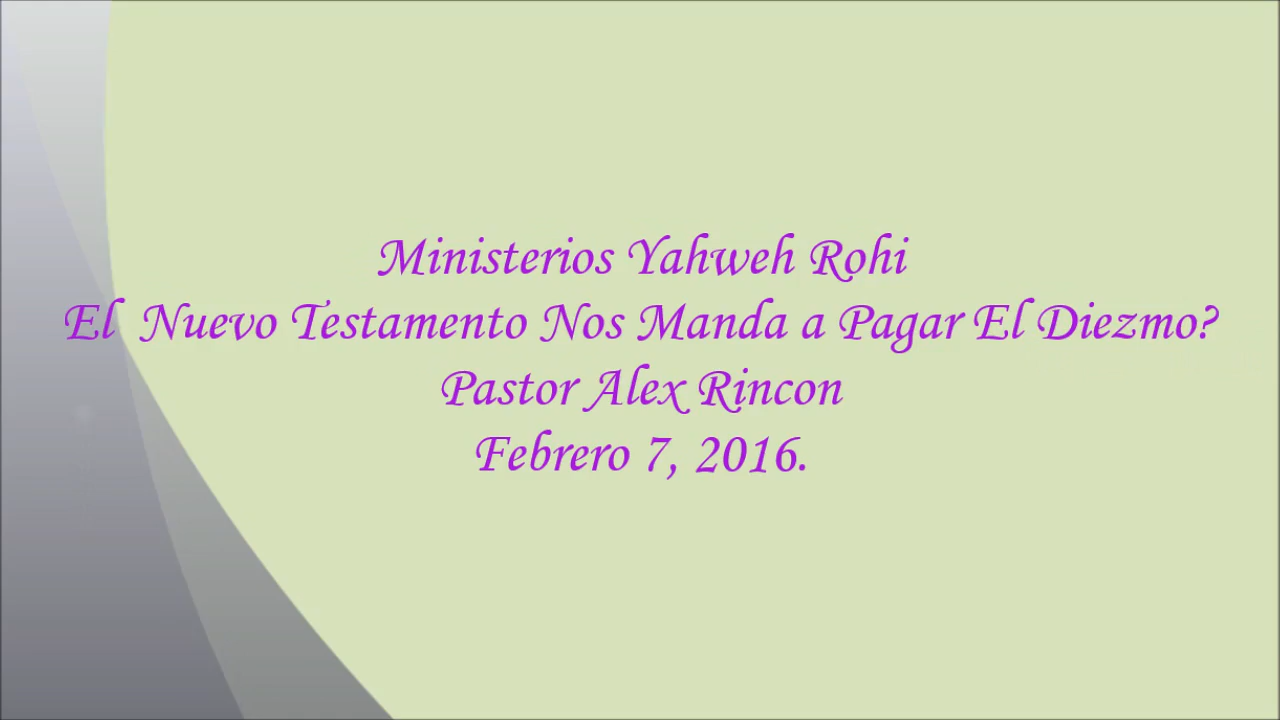 Ministerios Yahweh Rohi
El Nuevo Testamento Nos Manda a Pagar El Diezmo?
Pastor Alex Rincon
Febrero 7, 2016.